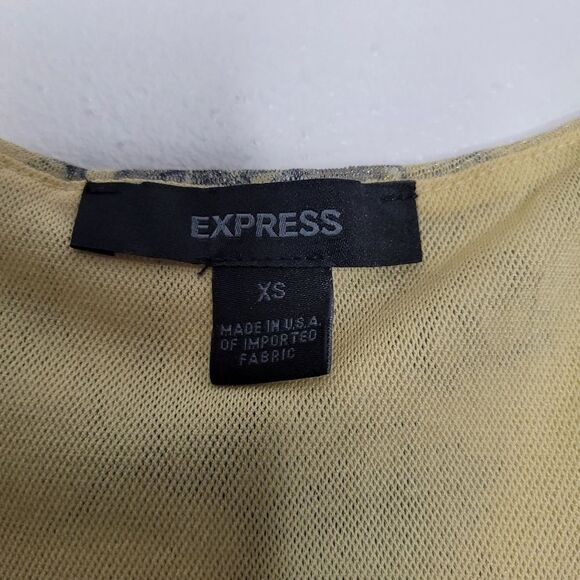 EXPRESS
XS
MADE IN U.S.A.
OF IMPORTED
FABRIC